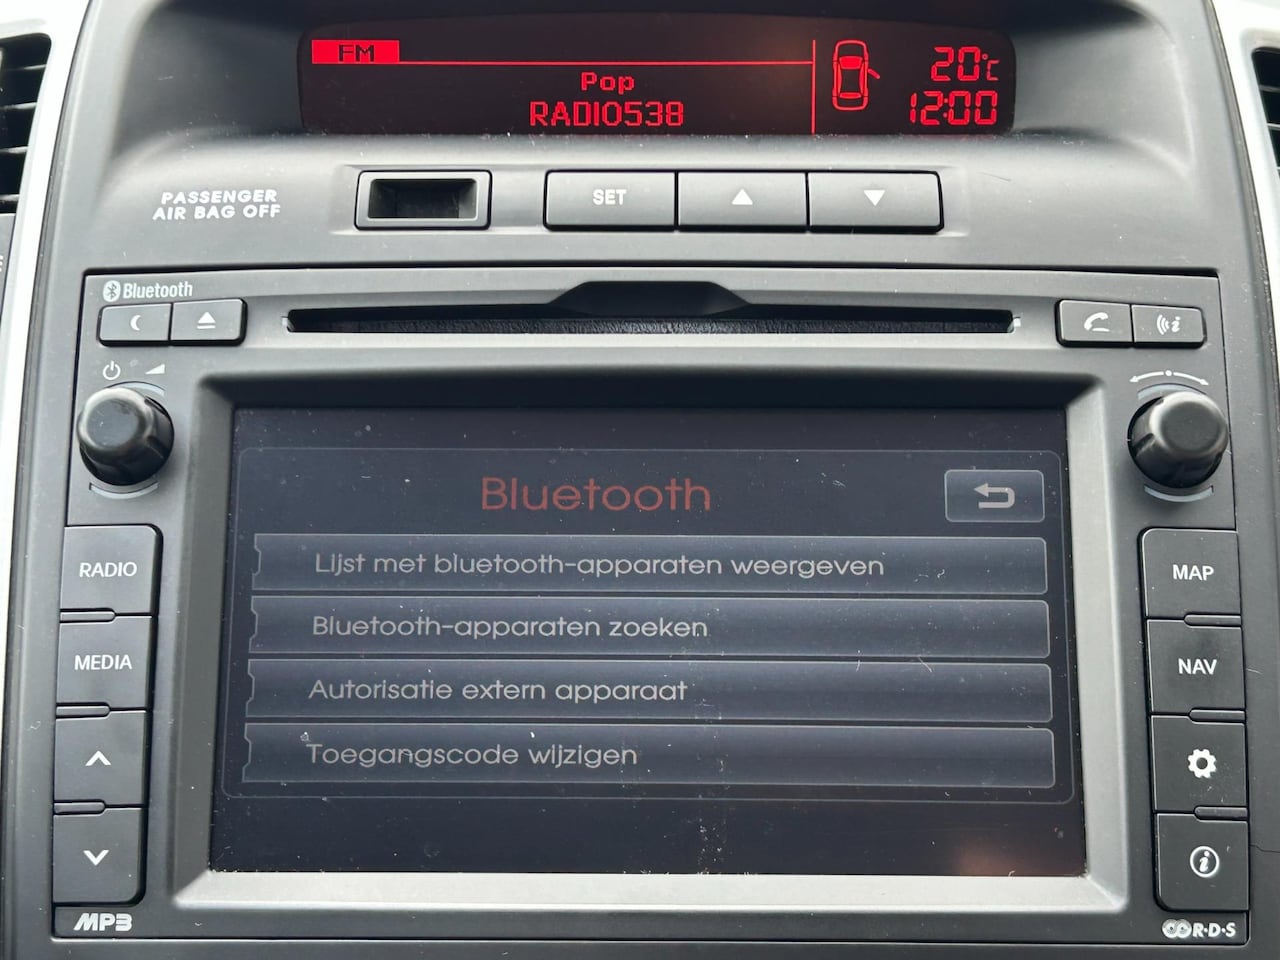 FM
Pop
RADIO538
20°C
12:00
PASSENGER
AIR BAG OFF
SET
Bluetooth
Bluetooth
Lijst met bluetooth-apparaten weergeven
Bluetooth-apparaten zoeken
Autorisatie extern apparaat
Toegangscode wijzigen
RADIO
MEDIA
MAP
NAV
MP3
R·D·S